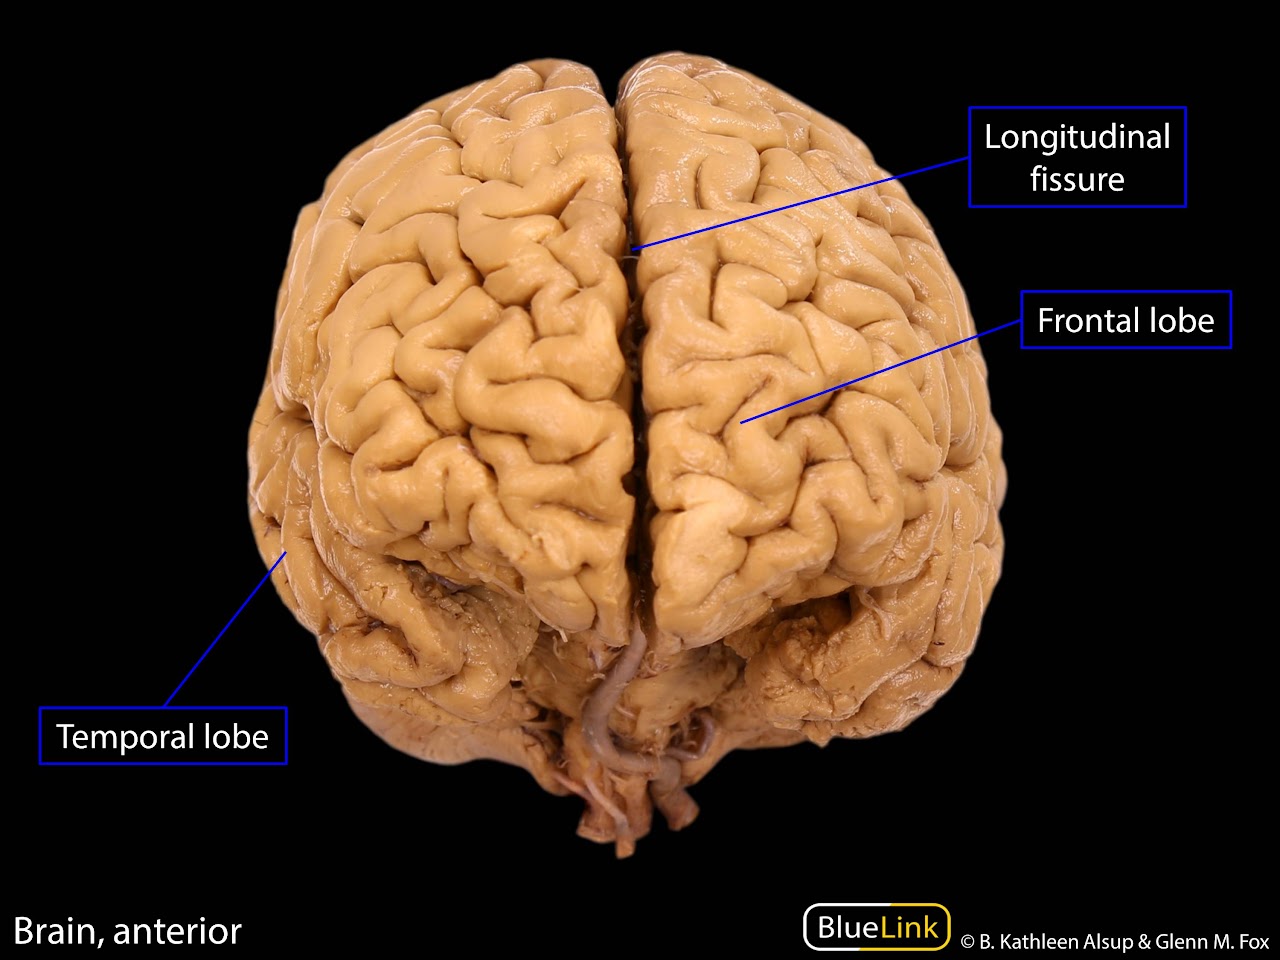 Longitudinal
fissure
Frontal lobe
Temporal lobe
Brain, anterior
BlueLink
© B. Kathleen Alsup & Glenn M. Fox